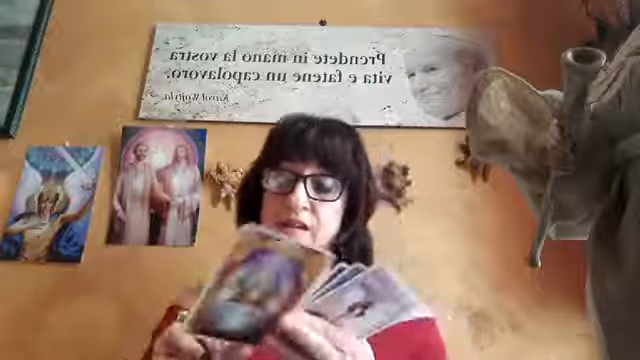 Prendete in mano la vostra
vita e fatene un capolavoro.
Karol Wojtyla